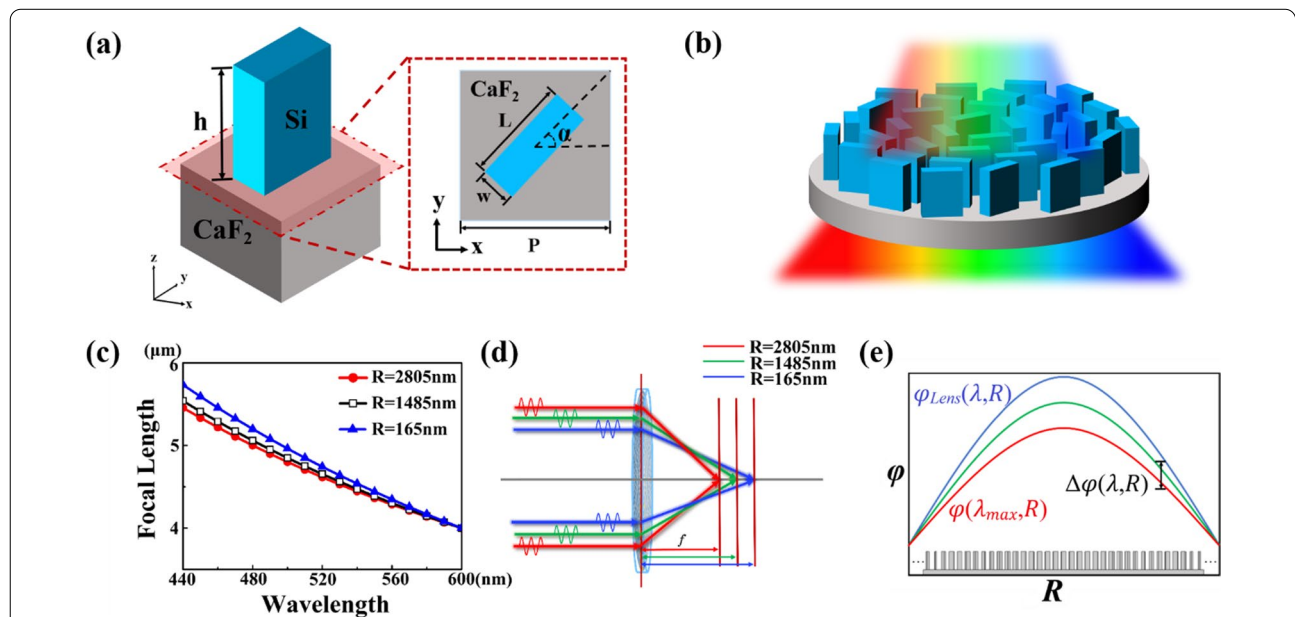 (a)
h
Si
CaF2
z
y
x
CaF2
L
α
w
y
x
P
(b)
(c)
(μm)
Focal Length
6
5
4
R=2805nm
R=1485nm
R=165nm
440 480 520 560 600(nm)
Wavelength
(d)
R=2805nm
R=1485nm
R=165nm
f
(e)
φLens(λ,R)
φ
Δφ(λ,R)
φ(λmax,R)
... ...
R